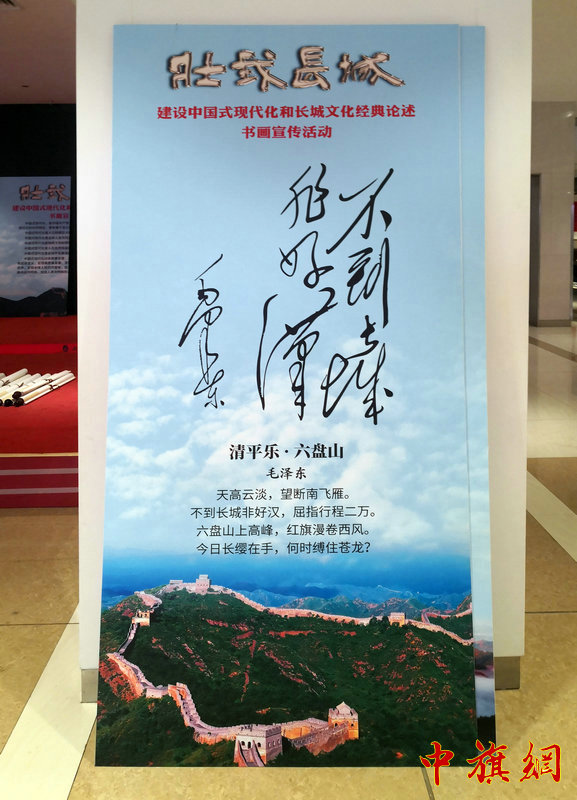 壮美长城
建设中国式现代化和长城文化经典论述
书画宣传活动
不到长城
非好汉
毛泽东
清平乐·六盘山
毛泽东
天高云淡，望断南飞雁。
不到长城非好汉，屈指行程二万。
六盘山上高峰，红旗漫卷西风。
今日长缨在手，何时缚住苍龙？
中旗網